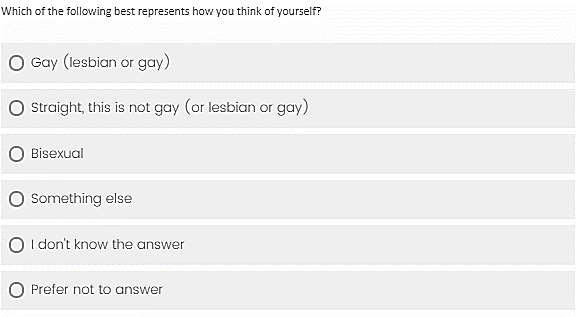 Which of the following best represents how you think of yourself?
Gay (lesbian or gay)
Straight, this is not gay (or lesbian or gay)
Bisexual
Something else
I don't know the answer
Prefer not to answer